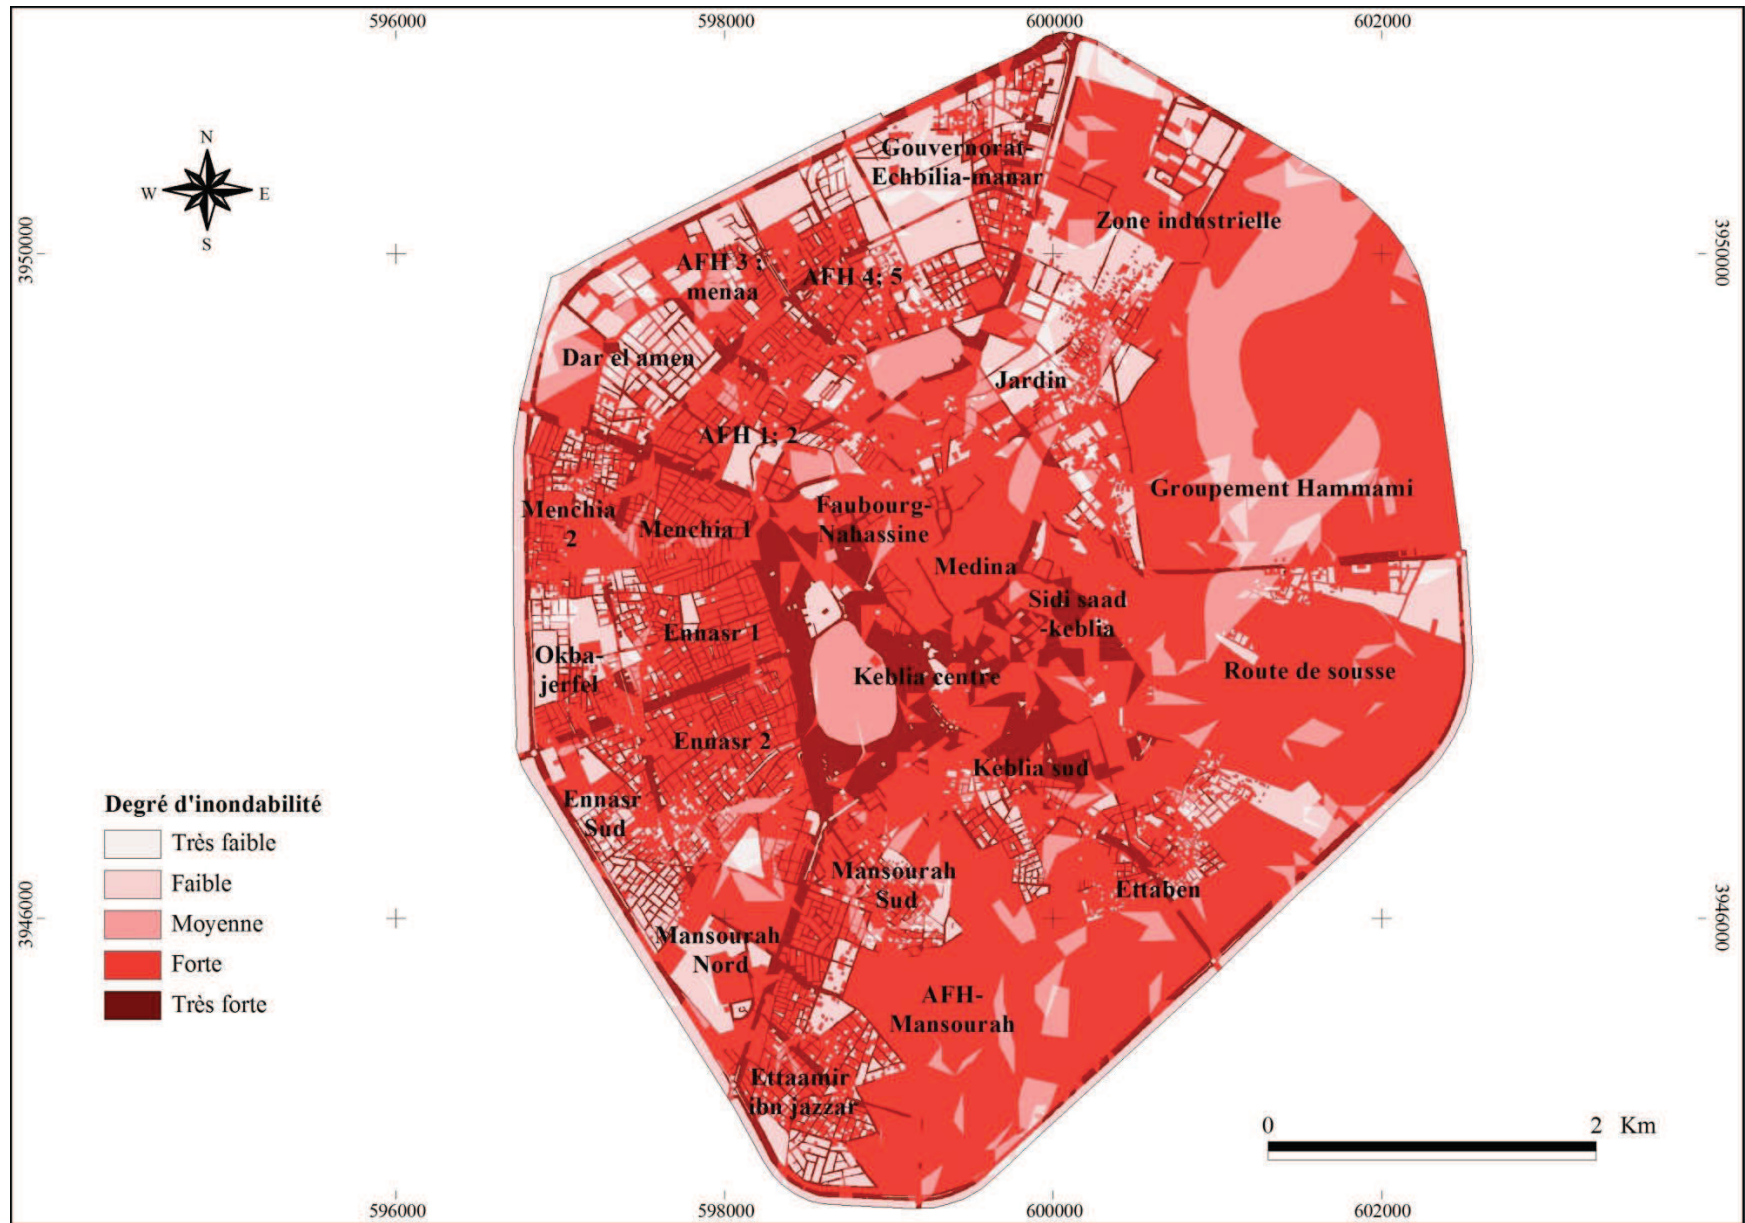 596000
598000
600000
602000
N
W
E
S
3950000
3950000
Gouvernorat-
Echbilia-manar
Zone industrielle
AFH 3 ;
menaa
AFH 4; 5
Dar el amen
Jardin
AFH 1; 2
Groupement Hammami
Menchia
2
Menchia 1
Faubourg-
Nahassine
Medina
Sidi saad
-keblia
Ennasr 1
Okba-
jerfel
Keblia centre
Route de sousse
Ennasr 2
Keblia sud
Ennasr
Sud
Degré d'inondabilité
Très faible
Faible
Moyenne
Forte
Très forte
Mansourah
Sud
Ettaben
3946000
3946000
Mansourah
Nord
AFH-
Mansourah
Ettaamir
ibn jazzar
0
2
Km
596000
598000
600000
602000